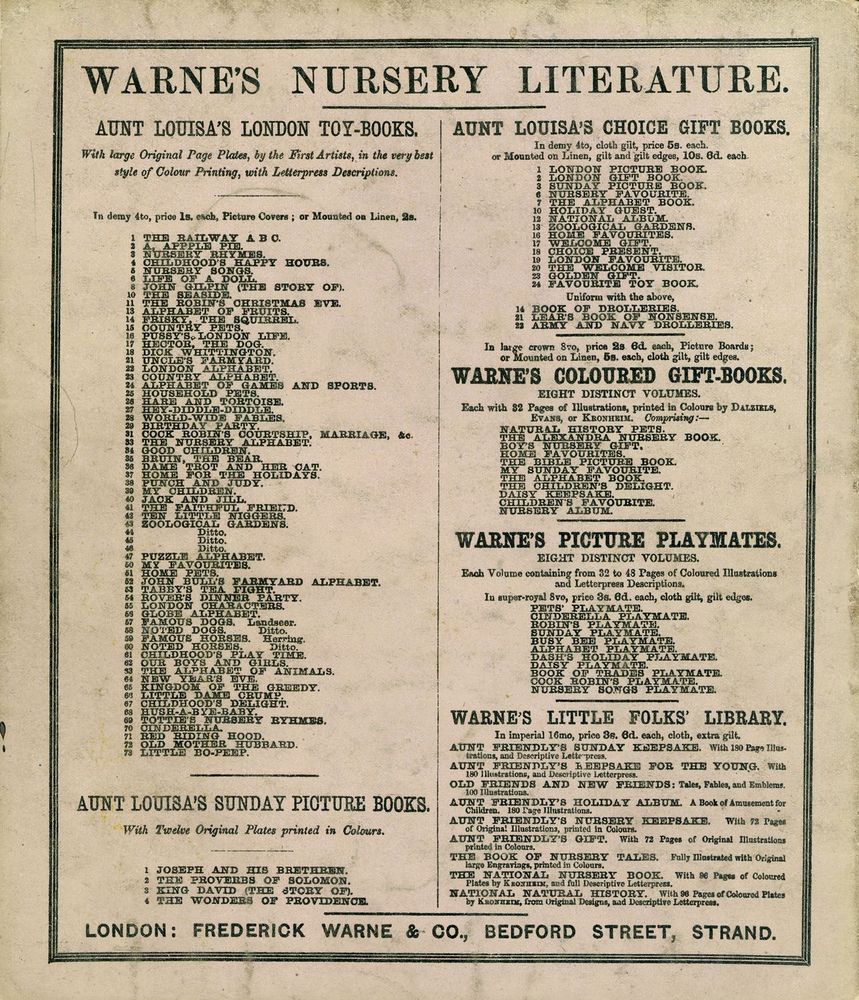 WARNE'S NURSERY LITERATURE.
AUNT LOUISA'S LONDON TOY-BOOKS.
With large Original Page Plates, by the First Artists, in the very best
style of Colour Printing, with Letterpress Descriptions.
In demy 4to, price 1s. each, Picture Covers; or Mounted on Linen, 2s.
1 THE RAILWAY A B C.
2 A, APPPLE PIE.
3 NURSERY RHYMES.
4 CHILDHOOD'S HAPPY HOURS.
5 NURSERY SONGS.
6 LIFE OF A DOLL.
8 JOHN GILPIN (THE STORY OF).
10 THE SEASIDE.
11 THE ROBIN'S CHRISTMAS EVE.
13 ALPHABET OF FRUITS.
14 FRISKY, THE SQUIRREL.
15 COUNTRY PETS.
16 PUSSY'S LONDON LIFE.
17 HECTOR, THE DOG.
18 DICK WHITTINGTON.
21 UNCLE'S FARMYARD.
22 LONDON ALPHABET.
23 COUNTRY ALPHABET.
24 ALPHABET OF GAMES AND SPORTS.
25 HOUSEHOLD PETS.
26 HARE AND TORTOISE.
27 HEY-DIDDLE-DIDDLE.
28 WORLD-WIDE FABLES.
29 BIRTHDAY PARTY.
31 COCK ROBIN'S COURTSHIP, MARRIAGE, &c.
33 THE NURSERY ALPHABET.
34 GOOD CHILDREN.
35 BRUIN, THE BEAR.
36 DAME TROT AND HER CAT.
37 HOME FOR THE HOLIDAYS.
38 PUNCH AND JUDY.
39 MY CHILDREN.
40 JACK AND JILL.
41 THE FAITHFUL FRIEND.
42 TEN LITTLE NIGGERS.
43 ZOOLOGICAL GARDENS.
44 Ditto.
45 Ditto.
46 Ditto.
47 PUZZLE ALPHABET.
50 MY FAVOURITES.
51 HOME PETS.
52 JOHN BULL'S FARMYARD ALPHABET.
53 TABBY'S TEA FIGHT.
54 ROVER'S DINNER PARTY.
55 LONDON CHARACTERS.
56 GLOBE ALPHABET.
57 FAMOUS DOGS. Landseer.
58 NOTED DOGS. Ditto.
59 FAMOUS HORSES. Herring.
60 NOTED HORSES. Ditto.
61 CHILDHOOD'S PLAY TIME.
62 OUR BOYS AND GIRLS.
63 THE ALPHABET OF ANIMALS.
64 NEW YEAR'S EVE.
65 KINGDOM OF THE GREEDY.
66 LITTLE DAME CRUMP.
67 CHILDHOOD'S DELIGHT.
68 HUSH-A-BYE-BABY.
69 TOTTIE'S NURSERY RYHMES.
70 CINDERELLA.
71 RED RIDING HOOD.
72 OLD MOTHER HUBBARD.
73 LITTLE BO-PEEP.
AUNT LOUISA'S SUNDAY PICTURE BOOKS.
With Twelve Original Plates printed in Colours.
1 JOSEPH AND HIS BRETHREN.
2 THE PROVERBS OF SOLOMON.
3 KING DAVID (THE STORY OF).
4 THE WONDERS OF PROVIDENCE.
AUNT LOUISA'S CHOICE GIFT BOOKS.
In demy 4to, cloth gilt, price 5s. each.
or Mounted on Linen, gilt and gilt edges, 10s. 6d. each
1 LONDON PICTURE BOOK.
2 LONDON GIFT BOOK.
3 SUNDAY PICTURE BOOK.
6 NURSERY FAVOURITE.
7 THE ALPHABET BOOK.
10 HOLIDAY GUEST.
12 NATIONAL ALBUM.
13 ZOOLOGICAL GARDENS.
16 HOME FAVOURITES.
17 WELCOME GIFT.
18 CHOICE PRESENT.
19 LONDON FAVOURITE.
20 THE WELCOME VISITOR.
23 GOLDEN GIFT.
24 FAVOURITE TOY BOOK.
Uniform with the above,
14 BOOK OF DROLLERIES.
21 LEAR'S BOOK OF NONSENSE.
22 ARMY AND NAVY DROLLERIES.
In large crown 8vo, price 2s 6d. each, Picture Boards;
or Mounted on Linen, 5s. each, cloth gilt, gilt edges.
WARNE'S COLOURED GIFT-BOOKS.
EIGHT DISTINCT VOLUMES.
Each with 32 Pages of Illustrations, printed in Colours by DALZIELS,
EVANS, or KRONHEIM. Comprising:—
NATURAL HISTORY PETS.
THE ALEXANDRA NURSERY BOOK.
BOY'S NURSERY GIFT.
HOME FAVOURITES.
THE BIBLE PICTURE BOOK.
MY SUNDAY FAVOURITE.
THE ALPHABET BOOK.
THE CHILDREN'S DELIGHT.
DAISY KEEPSAKE.
CHILDREN'S FAVOURITE.
NURSERY ALBUM.
WARNE'S PICTURE PLAYMATES.
EIGHT DISTINCT VOLUMES.
Each Volume containing from 32 to 48 Pages of Coloured Illustrations
and Letterpress Descriptions.
In super-royal 8vo, price 3s. 6d. each, cloth gilt, gilt edges.
PETS' PLAYMATE.
CINDERELLA PLAYMATE.
ROBIN'S PLAYMATE.
SUNDAY PLAYMATE.
BUSY BEE PLAYMATE.
ALPHABET PLAYMATE.
DASH'S HOLIDAY PLAYMATE.
DAISY PLAYMATE.
BOOK OF TRADES PLAYMATE.
COCK ROBIN'S PLAYMATE.
NURSERY SONGS PLAYMATE.
WARNE'S LITTLE FOLKS' LIBRARY.
In imperial 16mo, price 3s. 6d. each, cloth, extra gilt.
AUNT FRIENDLY'S SUNDAY KEEPSAKE. With 180 Page Illus-
trations, and Descriptive Letterpress.
AUNT FRIENDLY'S KEEPSAKE FOR THE YOUNG. With
180 Illustrations, and Descriptive Letterpress.
OLD FRIENDS AND NEW FRIENDS: Tales, Fables, and Emblems.
100 Illustrations.
AUNT FRIENDLY'S HOLIDAY ALBUM. A Book of Amusement for
Children. 180 Page Illustrations.
AUNT FRIENDLY'S NURSERY KEEPSAKE. With 72 Pages
of Original Illustrations, printed in Colours.
AUNT FRIENDLY'S GIFT. With 72 Pages of Original Illustrations
printed in Colours.
THE BOOK OF NURSERY TALES. Fully Illustrated with Original
large Engravings, printed in Colours.
THE NATIONAL NURSERY BOOK. With 96 Pages of Coloured
Plates by KRONHEIM, and full Descriptive Letterpress.
NATIONAL NATURAL HISTORY. With 96 Pages of Coloured Plates
by KRONHEIM, from Original Designs, and Descriptive Letterpress.
LONDON: FREDERICK WARNE & CO., BEDFORD STREET, STRAND.